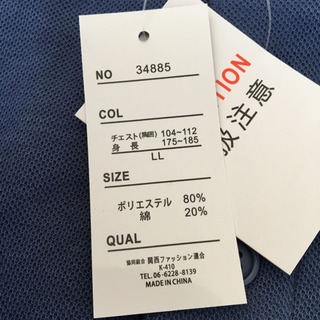 NO 34885
COL
チェスト(胸囲) 104~112
身長 175~185
LL
SIZE
ポリエステル 80%
綿 20%
QUAL
協同組合 関西ファッション連合
K-410
TEL.06-6228-8139
MADE IN CHINA
TION
扱注意